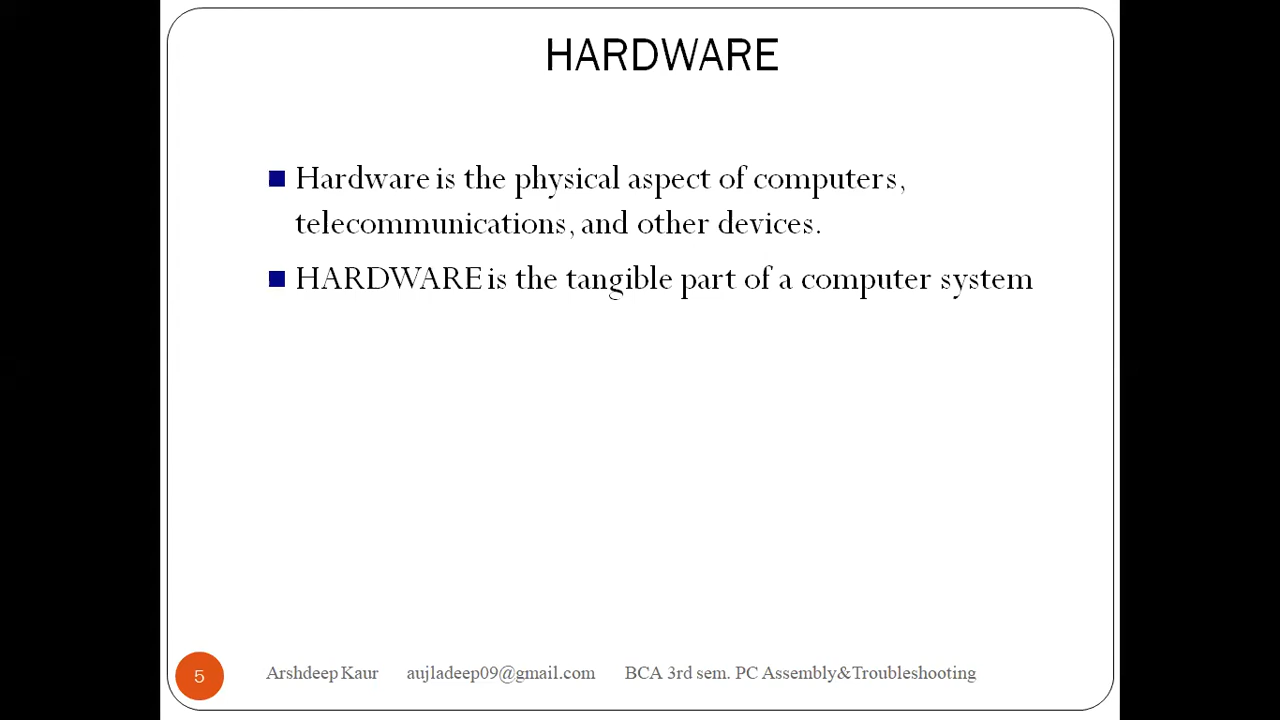 HARDWARE
Hardware is the physical aspect of computers,
telecommunications, and other devices.
HARDWARE is the tangible part of a computer system
5 Arshdeep Kaur aujladeep09@gmail.com BCA 3rd sem. PC Assembly&Troubleshooting